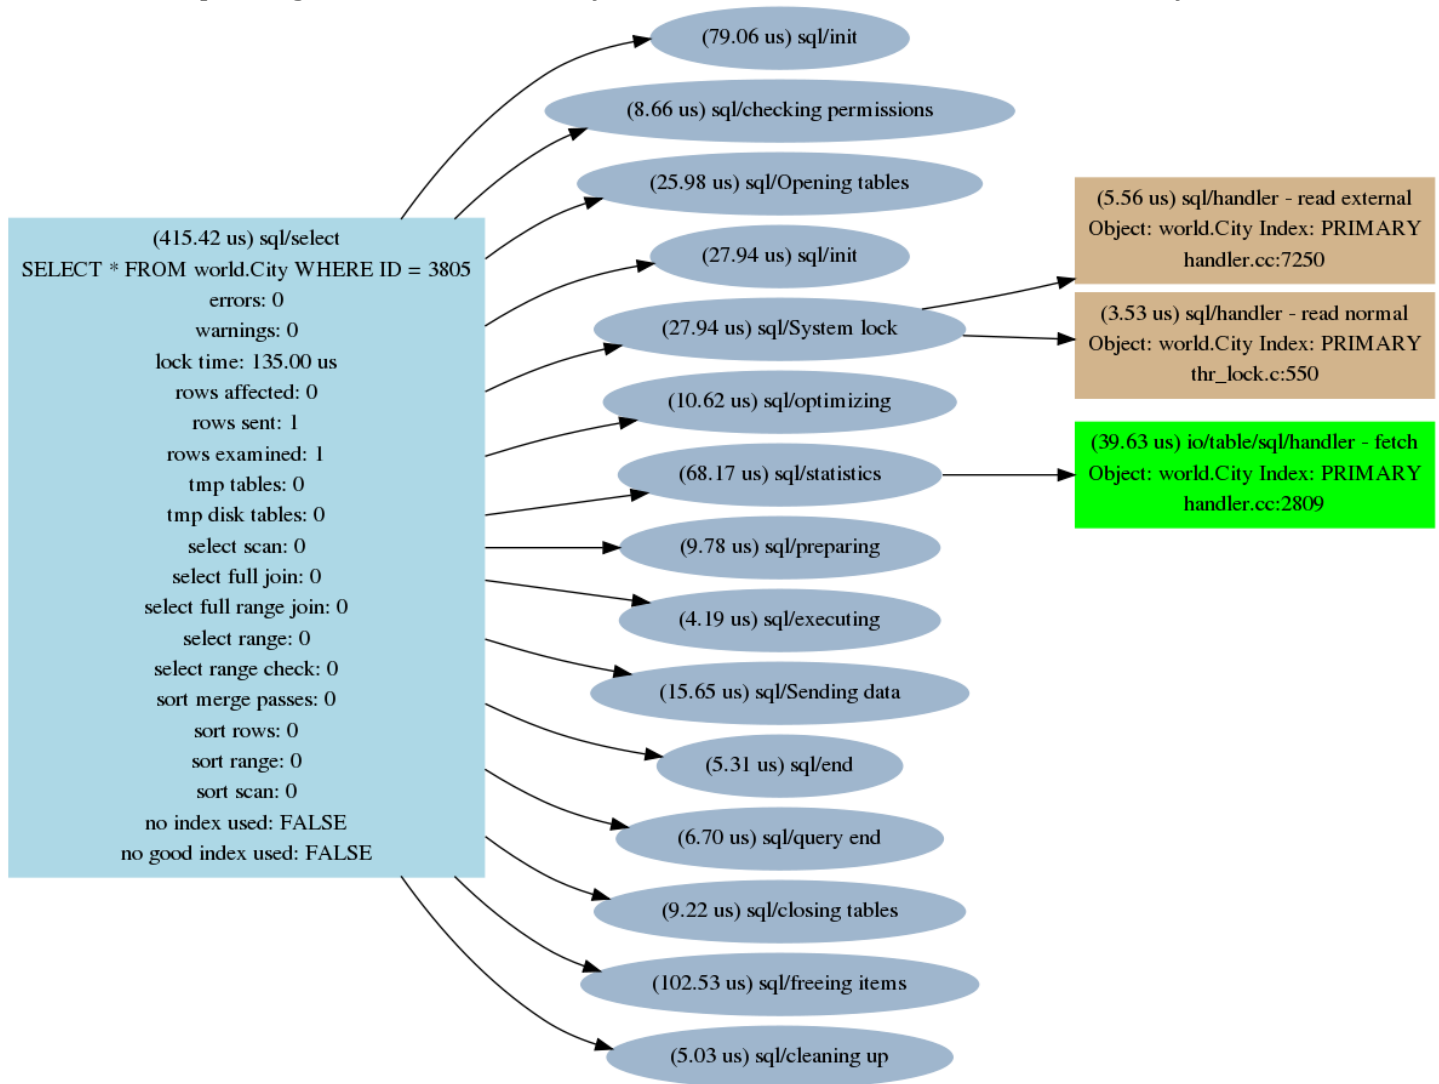 (415.42 us) sql/select
SELECT * FROM world.City WHERE ID = 3805
errors: 0
warnings: 0
lock time: 135.00 us
rows affected: 0
rows sent: 1
rows examined: 1
tmp tables: 0
tmp disk tables: 0
select scan: 0
select full join: 0
select full range join: 0
select range: 0
select range check: 0
sort merge passes: 0
sort rows: 0
sort range: 0
sort scan: 0
no index used: FALSE
no good index used: FALSE
(79.06 us) sql/init
(8.66 us) sql/checking permissions
(25.98 us) sql/Opening tables
(27.94 us) sql/init
(27.94 us) sql/System lock
(10.62 us) sql/optimizing
(68.17 us) sql/statistics
(9.78 us) sql/preparing
(4.19 us) sql/executing
(15.65 us) sql/Sending data
(5.31 us) sql/end
(6.70 us) sql/query end
(9.22 us) sql/closing tables
(102.53 us) sql/freeing items
(5.03 us) sql/cleaning up
(5.56 us) sql/handler - read external
Object: world.City Index: PRIMARY
handler.cc:7250
(3.53 us) sql/handler - read normal
Object: world.City Index: PRIMARY
thr_lock.c:550
(39.63 us) io/table/sql/handler - fetch
Object: world.City Index: PRIMARY
handler.cc:2809